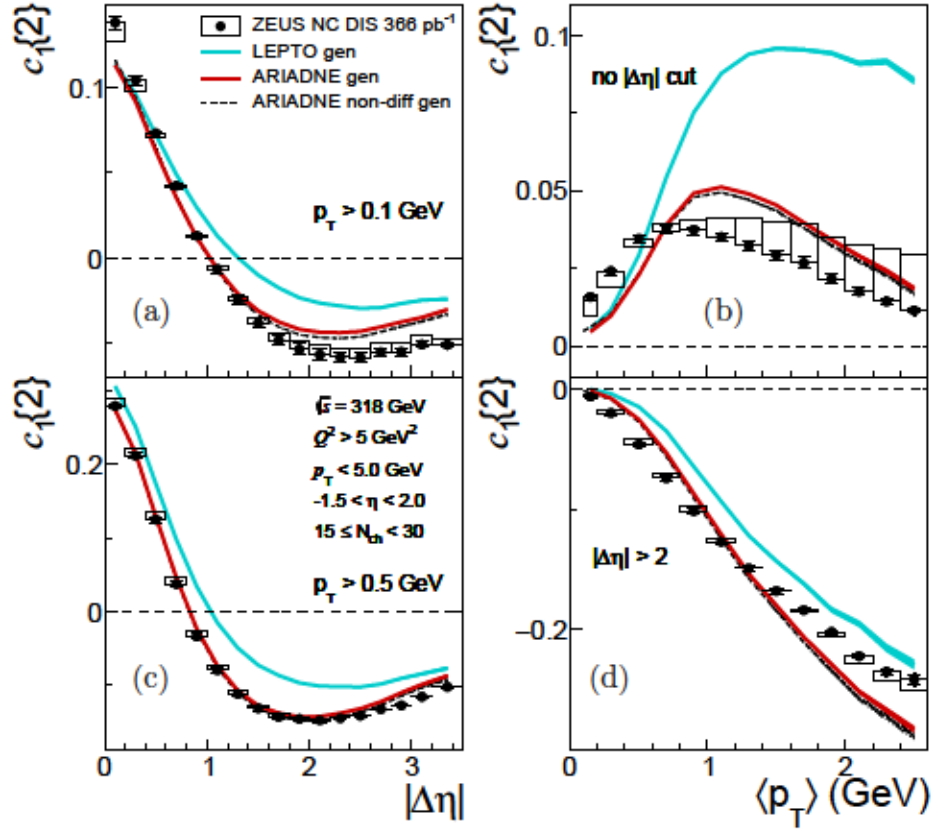 c₁{2}
0.1
0
ZEUS NC DIS 366 pb⁻¹
LEPTO gen
ARIADNE gen
ARIADNE non-diff gen
p_T > 0.1 GeV
(a)
c₁{2}
0.1
0.05
0
no |Δη| cut
(b)
c₁{2}
0.2
0
√s = 318 GeV
Q² > 5 GeV²
p_T < 5.0 GeV
-1.5 < η < 2.0
15 ≤ N_ch < 30
p_T > 0.5 GeV
(c)
0 1 2 3
|Δη|
c₁{2}
0
−0.2
|Δη| > 2
(d)
0 1 2
⟨p_T⟩ (GeV)